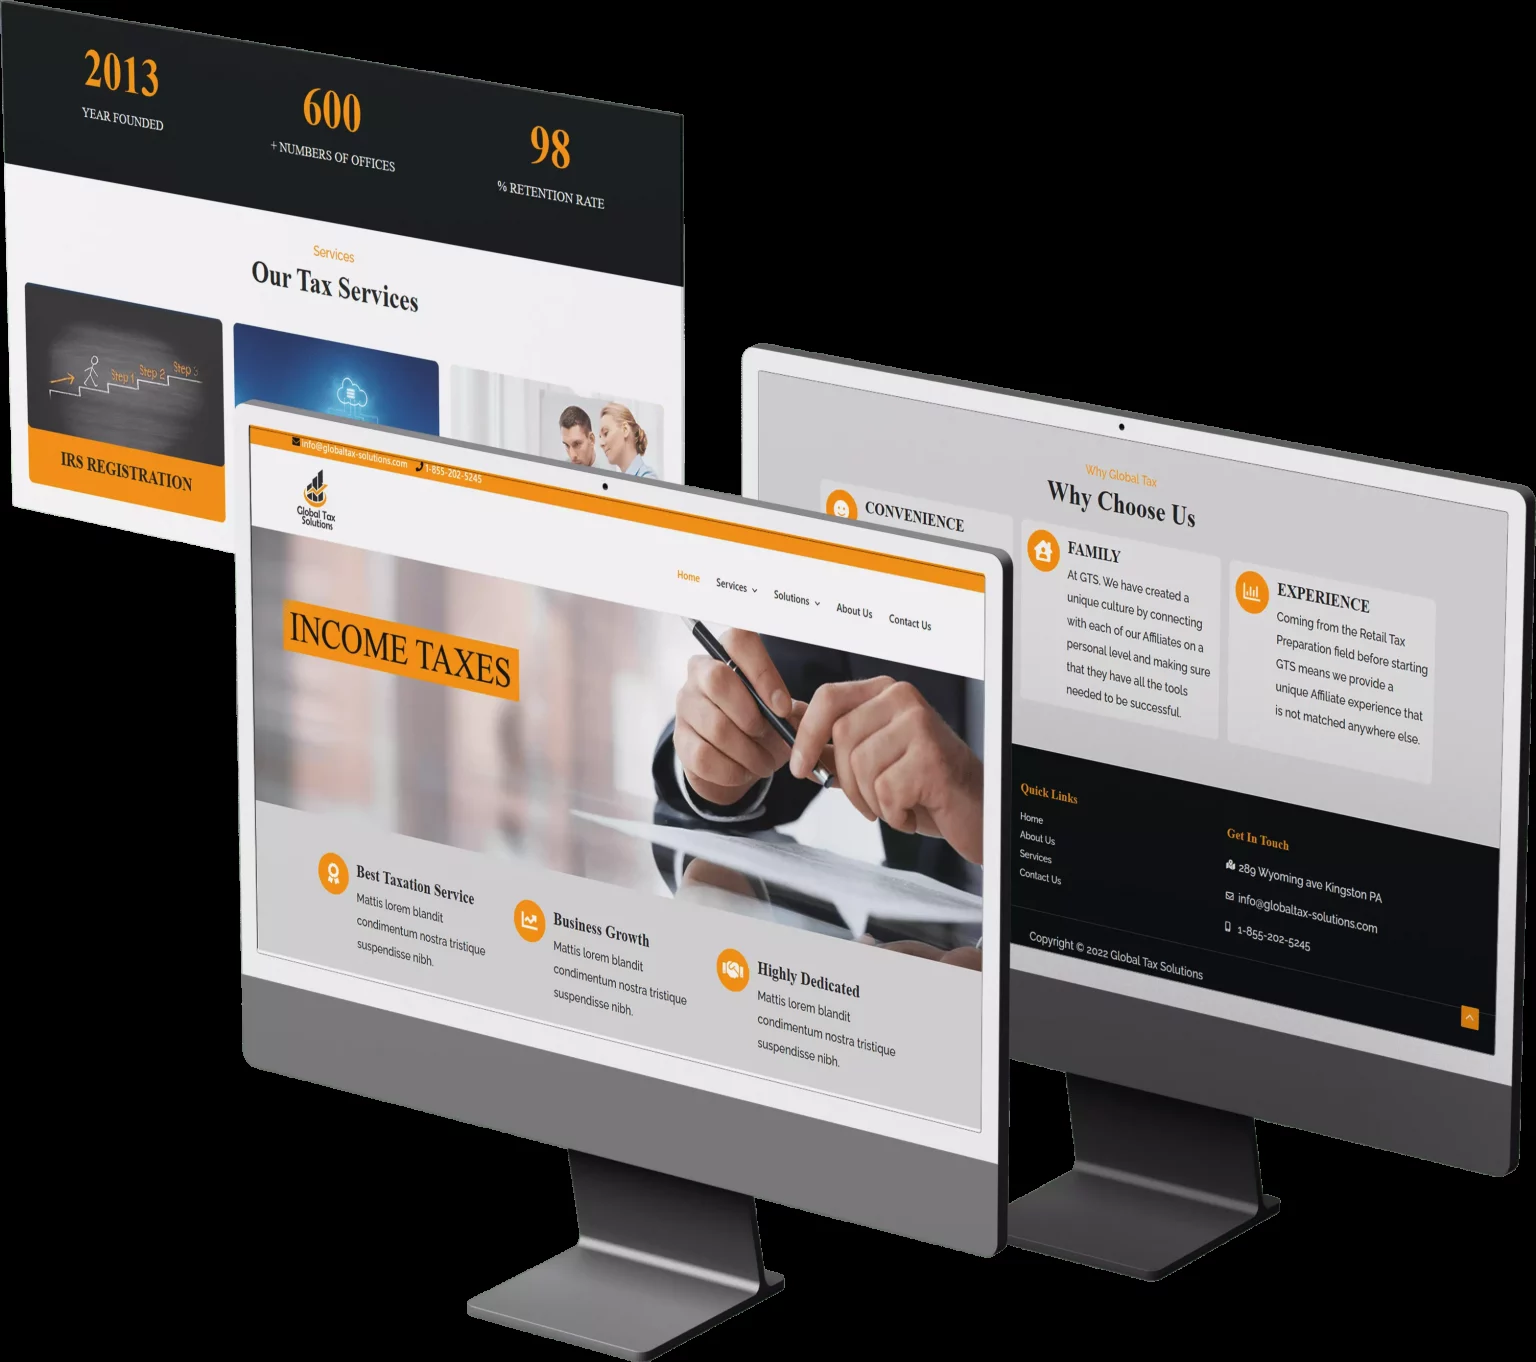 2013
YEAR FOUNDED
600
+ NUMBERS OF OFFICES
98
% RETENTION RATE
Services
Our Tax Services
Step 1
Step 2
Step 3
IRS REGISTRATION
info@globaltax-solutions.com 1-855-202-5245
Global Tax
Solutions
Home
Services
Solutions
About Us
Contact Us
INCOME TAXES
Best Taxation Service
Mattis lorem blandit
condimentum nostra tristique
suspendisse nibh.
Business Growth
Mattis lorem blandit
condimentum nostra tristique
suspendisse nibh.
Highly Dedicated
Mattis lorem blandit
condimentum nostra tristique
suspendisse nibh.
Why Global Tax
Why Choose Us
CONVENIENCE
FAMILY
At GTS. We have created a
unique culture by connecting
with each of our Affiliates on a
personal level and making sure
that they have all the tools
needed to be successful.
EXPERIENCE
Coming from the Retail Tax
Preparation field before starting
GTS means we provide a
unique Affiliate experience that
is not matched anywhere else.
Quick Links
Home
About Us
Services
Contact Us
Get In Touch
289 Wyoming ave Kingston PA
info@globaltax-solutions.com
1-855-202-5245
Copyright © 2022 Global Tax Solutions